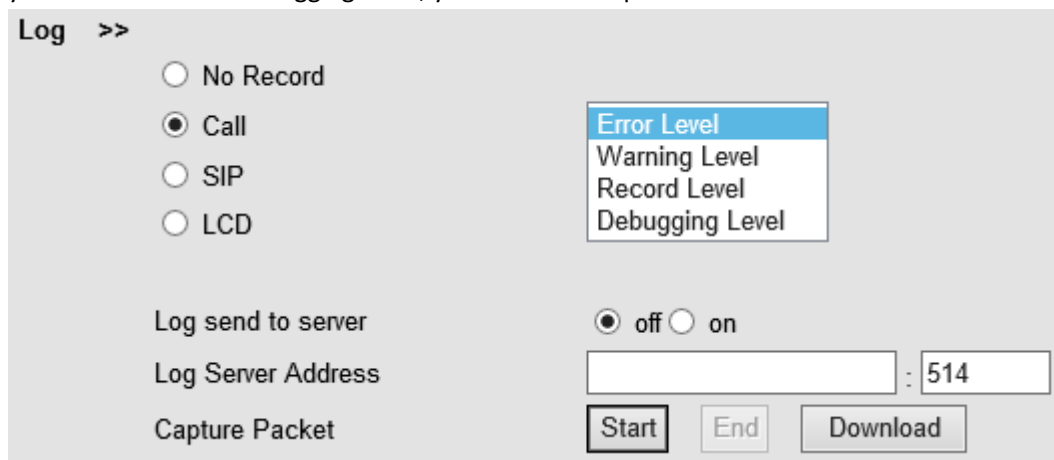 Log >>
No Record
Call
SIP
LCD
Error Level
Warning Level
Record Level
Debugging Level
Log send to server off on
Log Server Address : 514
Capture Packet Start End Download